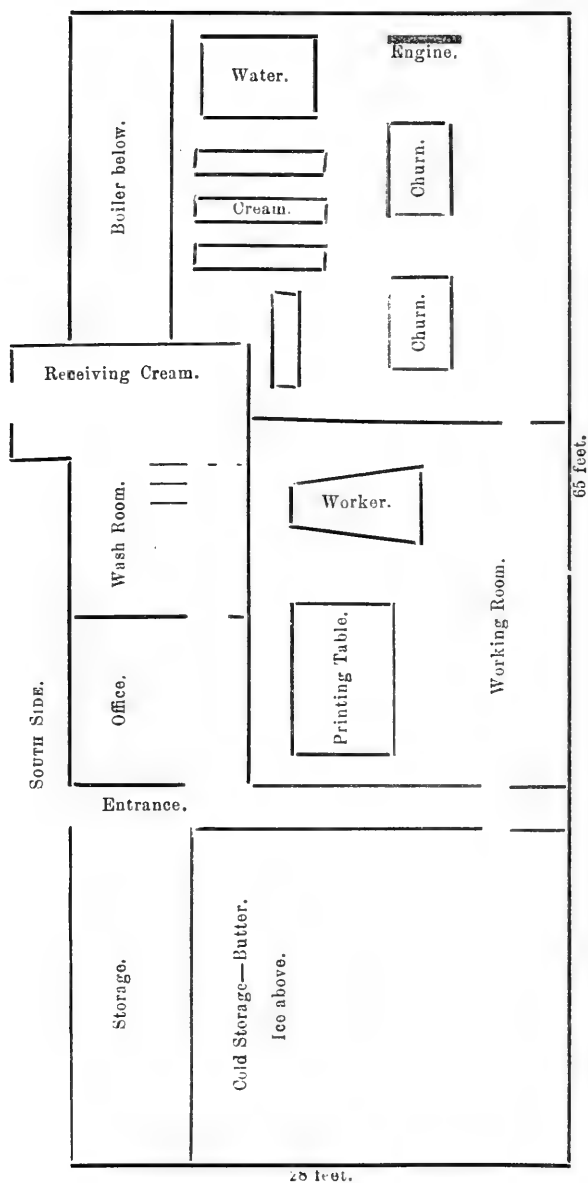 Water.
Engine.
Boiler below.
Cream.
Churn.
Churn.
Receiving Cream.
Wash Room.
Worker.
65 feet.
Working Room.
Printing Table.
Office.
SOUTH SIDE.
Entrance.
Storage.
Cold Storage—Butter.
Ice above.
28 feet.